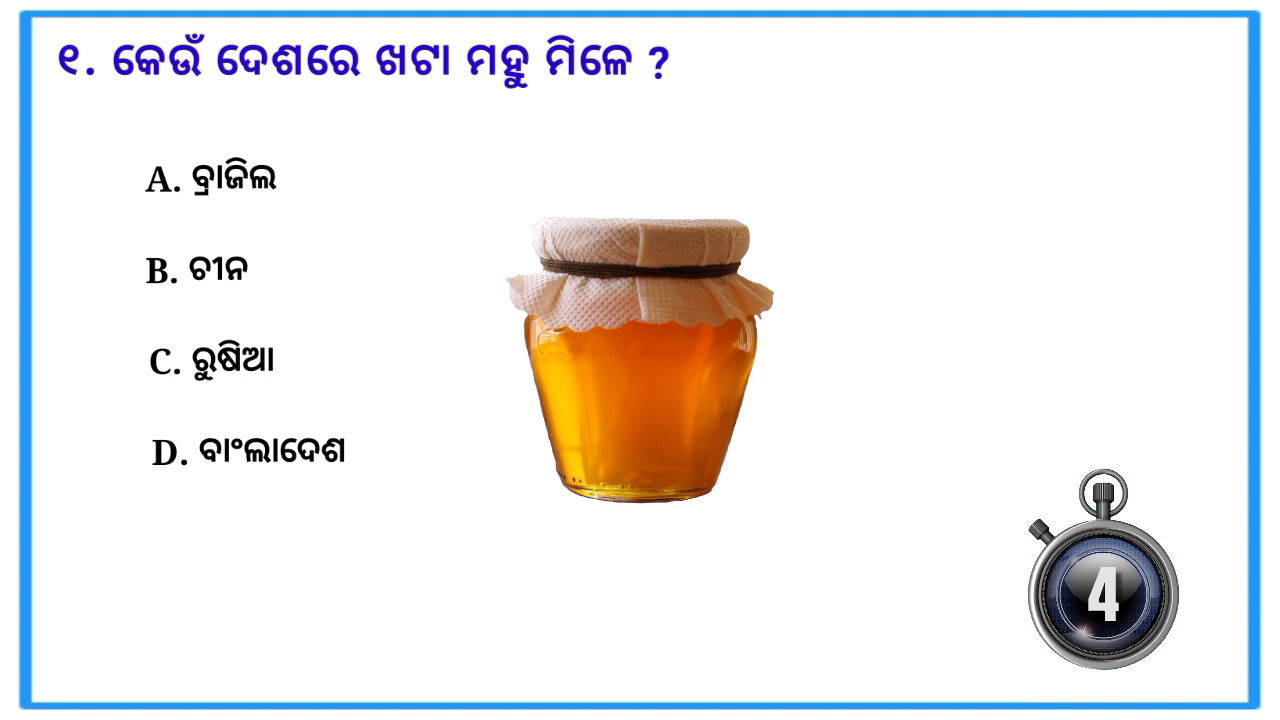 ୧. କେଉଁ ଦେଶରେ ଖଟା ମହୁ ମିଳେ ?
A. ବ୍ରାଜିଲ
B. ଚୀନ
C. ରୁଷିଆ
D. ବାଂଲାଦେଶ
4